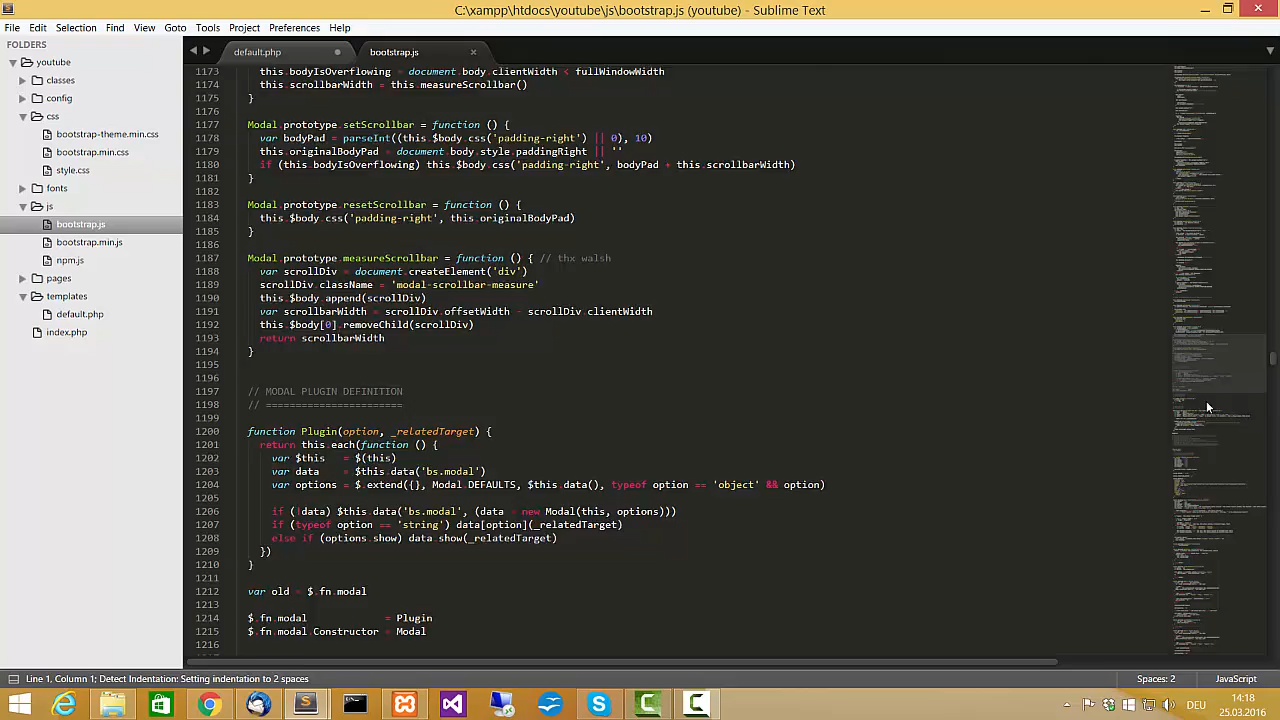 C:\xampp\htdocs\youtube\js\bootstrap.js (youtube) - Sublime Text
File Edit Selection Find View Goto Tools Project Preferences Help
FOLDERS
youtube
classes
config
css
bootstrap-theme.min.css
bootstrap.min.css
style.css
fonts
js
bootstrap.js
bootstrap.min.js
npm.js
pages
templates
default.php
index.php
default.php bootstrap.js
1173 this bodyIsOverflowing = document body clientWidth < fullWindowWidth
1174 this scrollbarWidth = this measureScrollbar()
1175 }
1176
1177 Modal prototype setScrollbar = function () {
1178 var bodyPad = parseInt((this $body css('padding-right') || 0), 10)
1179 this originalBodyPad = document body style paddingRight || ''
1180 if (this bodyIsOverflowing) this $body css('padding-right', bodyPad + this scrollbarWidth)
1181 }
1182
1183 Modal prototype resetScrollbar = function () {
1184 this $body css('padding-right', this originalBodyPad)
1185 }
1186
1187 Modal prototype measureScrollbar = function () { // thx walsh
1188 var scrollDiv = document createElement('div')
1189 scrollDiv className = 'modal-scrollbar-measure'
1190 this $body append(scrollDiv)
1191 var scrollbarWidth = scrollDiv offsetWidth - scrollDiv clientWidth
1192 this $body[0] removeChild(scrollDiv)
1193 return scrollbarWidth
1194 }
1195
1196
1197 // MODAL PLUGIN DEFINITION
1198 // =======================
1199
1200 function Plugin(option, _relatedTarget) {
1201 return this each(function () {
1202 var $this = $(this)
1203 var data = $this data('bs.modal')
1204 var options = $ extend({}, Modal DEFAULTS, $this data(), typeof option == 'object' && option)
1205
1206 if (!data) $this data('bs.modal', (data = new Modal(this, options)))
1207 if (typeof option == 'string') data[option](_relatedTarget)
1208 else if (options show) data show(_relatedTarget)
1209 })
1210 }
1211
1212 var old = $ fn modal
1213
1214 $ fn modal = Plugin
1215 $ fn modal Constructor = Modal
1216
Line 1, Column 1; Detect Indentation: Setting indentation to 2 spaces Spaces: 2 JavaScript
DEU
14:18
25.03.2016